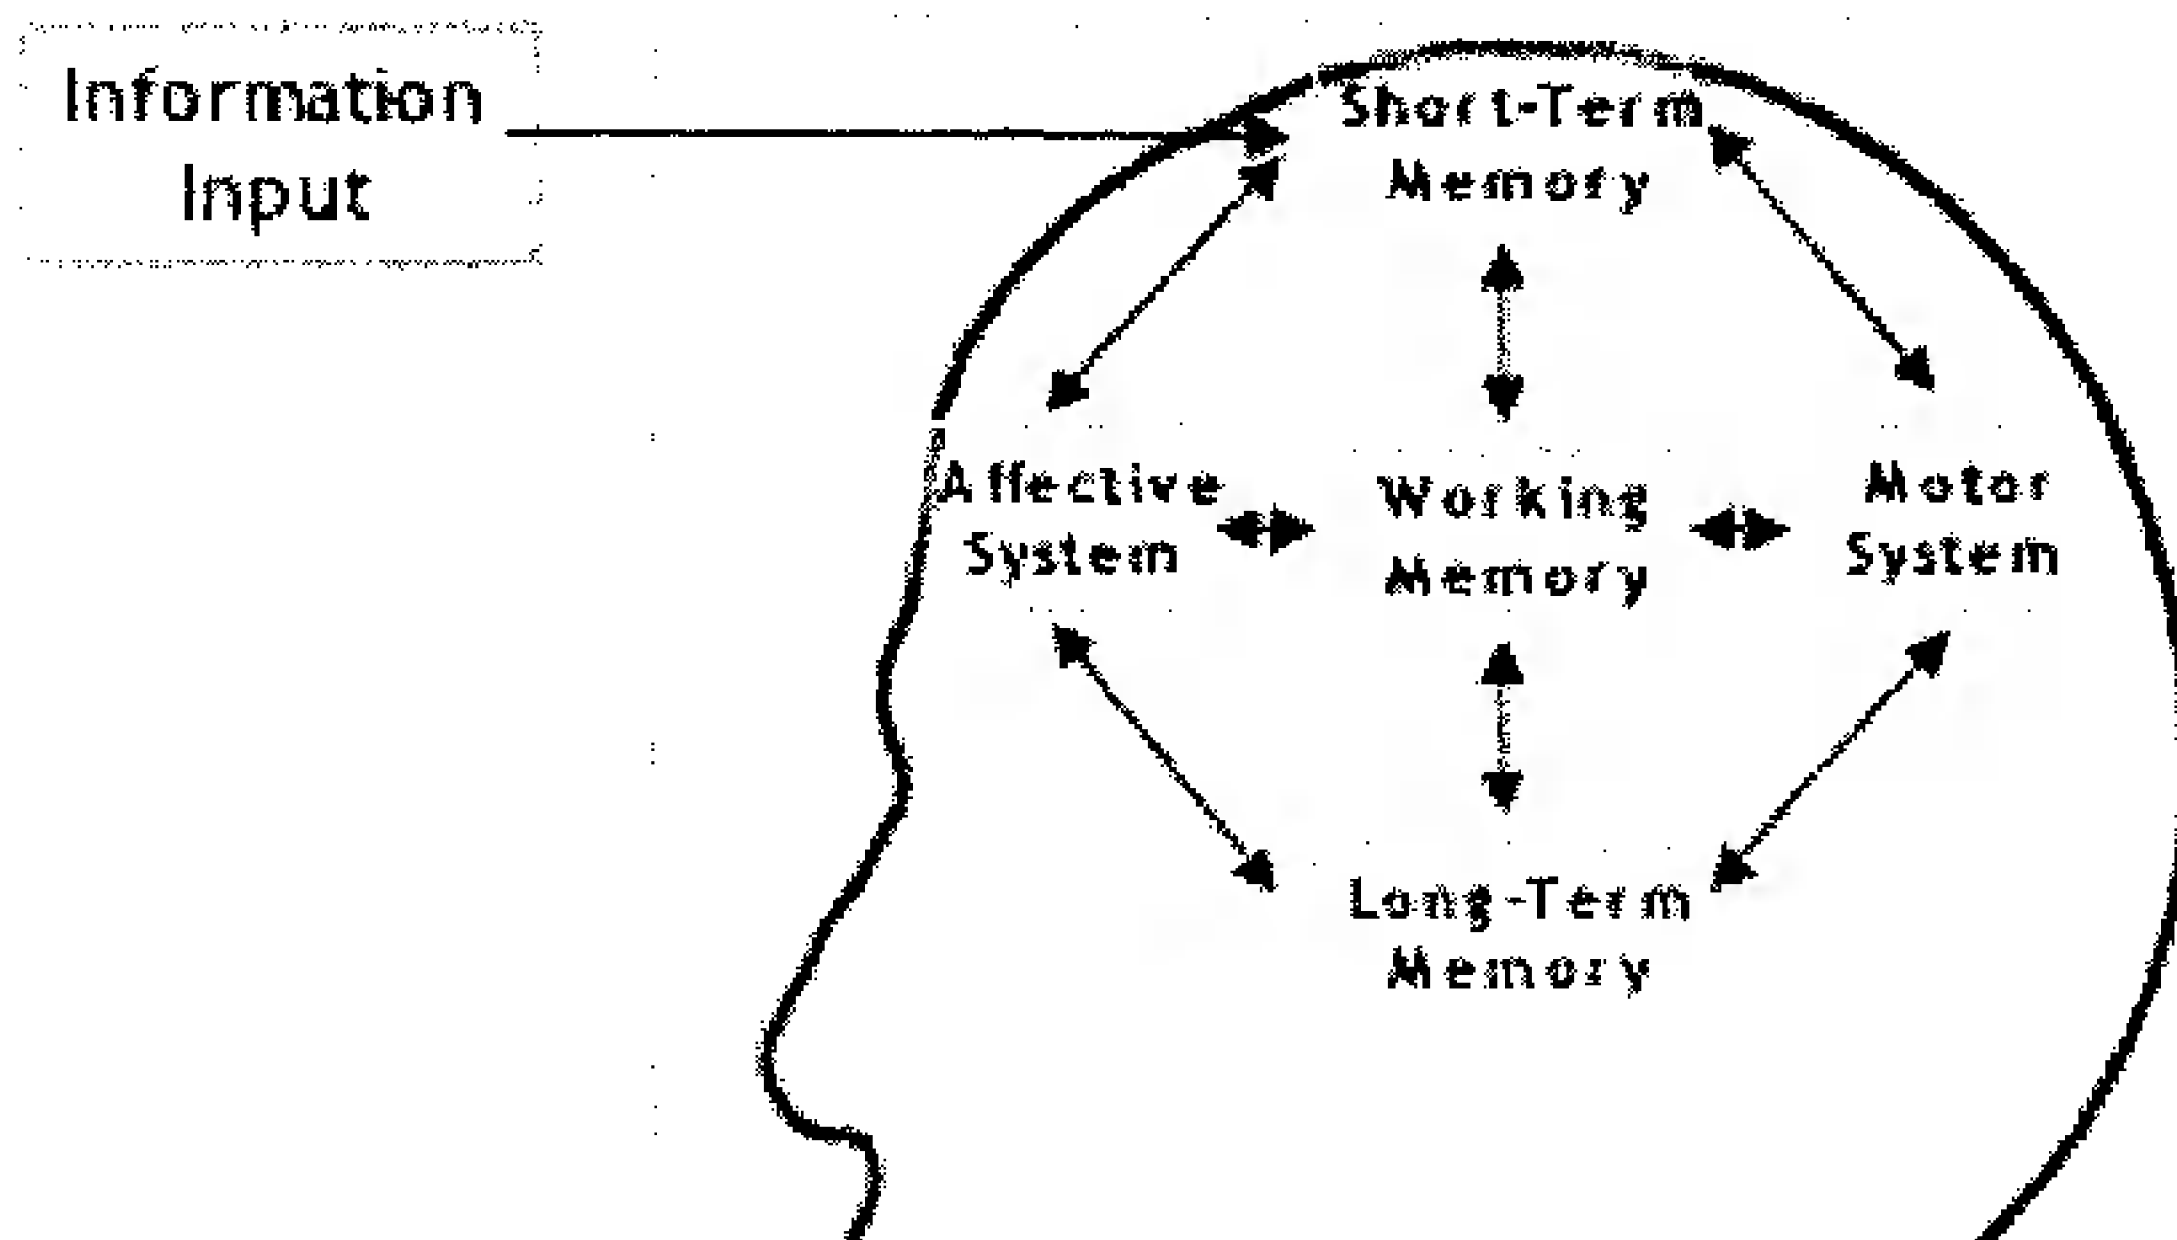 Information
Input
Short-Term
Memory
Affective
System
Working
Memory
Motor
System
Long-Term
Memory